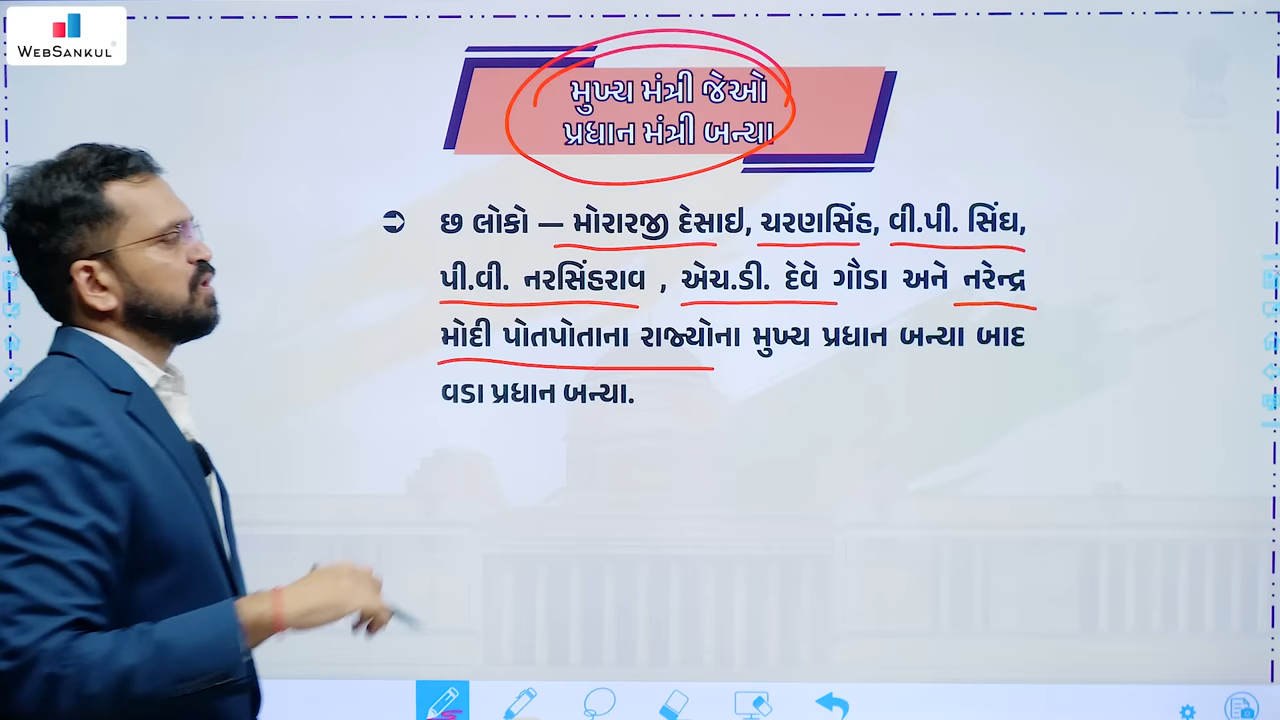 WEBSANKUL
મુખ્ય મંત્રી જેઓ
પ્રધાન મંત્રી બન્યા
છ લોકો — મોરારજી દેસાઇ, ચરણસિંહ, વી.પી. સિંઘ,
પી.વી. નરસિંહરાવ , એચ.ડી. દેવે ગૌડા અને નરેન્દ્ર
મોદી પોતપોતાના રાજ્યોના મુખ્ય પ્રધાન બન્યા બાદ
વડા પ્રધાન બન્યા.